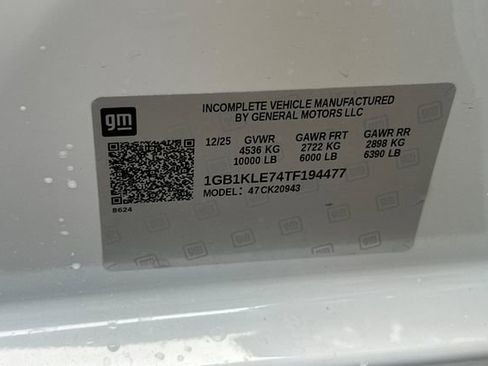 gm
INCOMPLETE VEHICLE MANUFACTURED
BY GENERAL MOTORS LLC
12/25 GVWR GAWR FRT GAWR RR
4536 KG 2722 KG 2898 KG
10000 LB 6000 LB 6390 LB
1GB1KLE74TF194477
MODEL: 47CK20943
B624